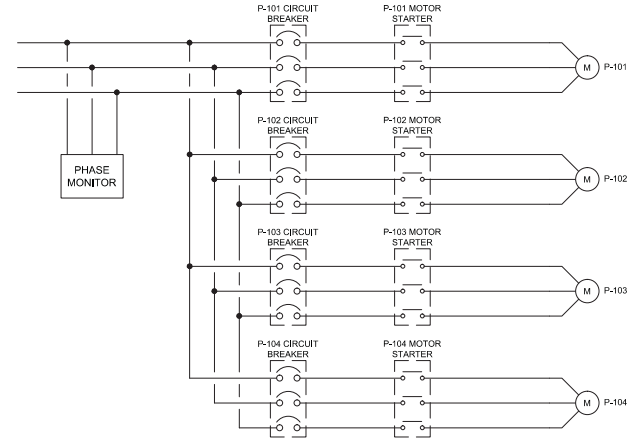 P-101 CIRCUIT
BREAKER
P-101 MOTOR
STARTER
M
P-101
PHASE
MONITOR
P-102 CIRCUIT
BREAKER
P-102 MOTOR
STARTER
M
P-102
P-103 CIRCUIT
BREAKER
P-103 MOTOR
STARTER
M
P-103
P-104 CIRCUIT
BREAKER
P-104 MOTOR
STARTER
M
P-104